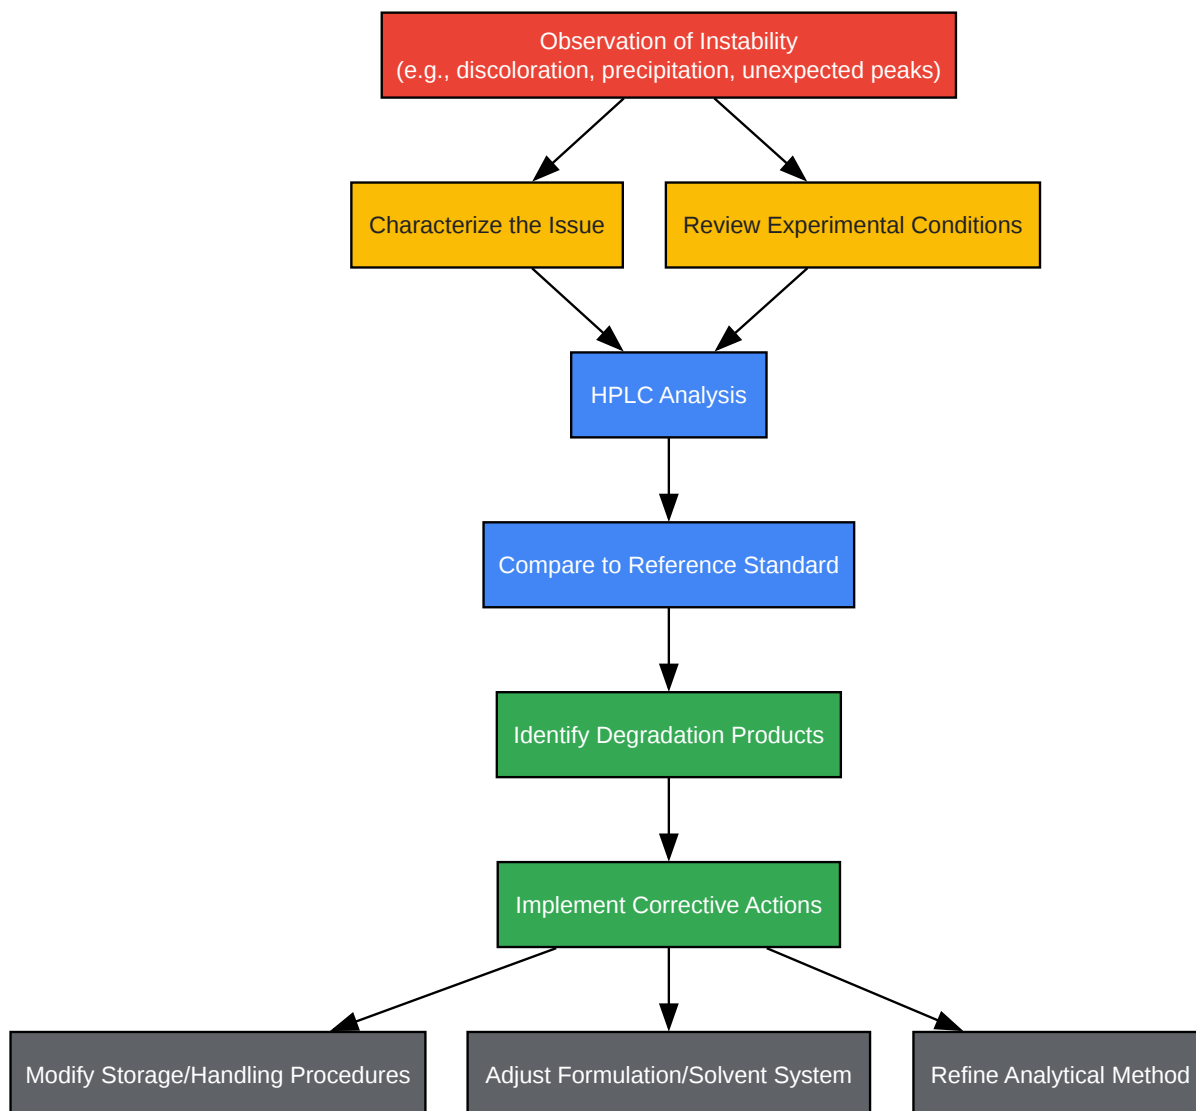 Observation of Instability
(e.g., discoloration, precipitation, unexpected peaks)
Characterize the Issue
Review Experimental Conditions
HPLC Analysis
Compare to Reference Standard
Identify Degradation Products
Implement Corrective Actions
Modify Storage/Handling Procedures
Adjust Formulation/Solvent System
Refine Analytical Method